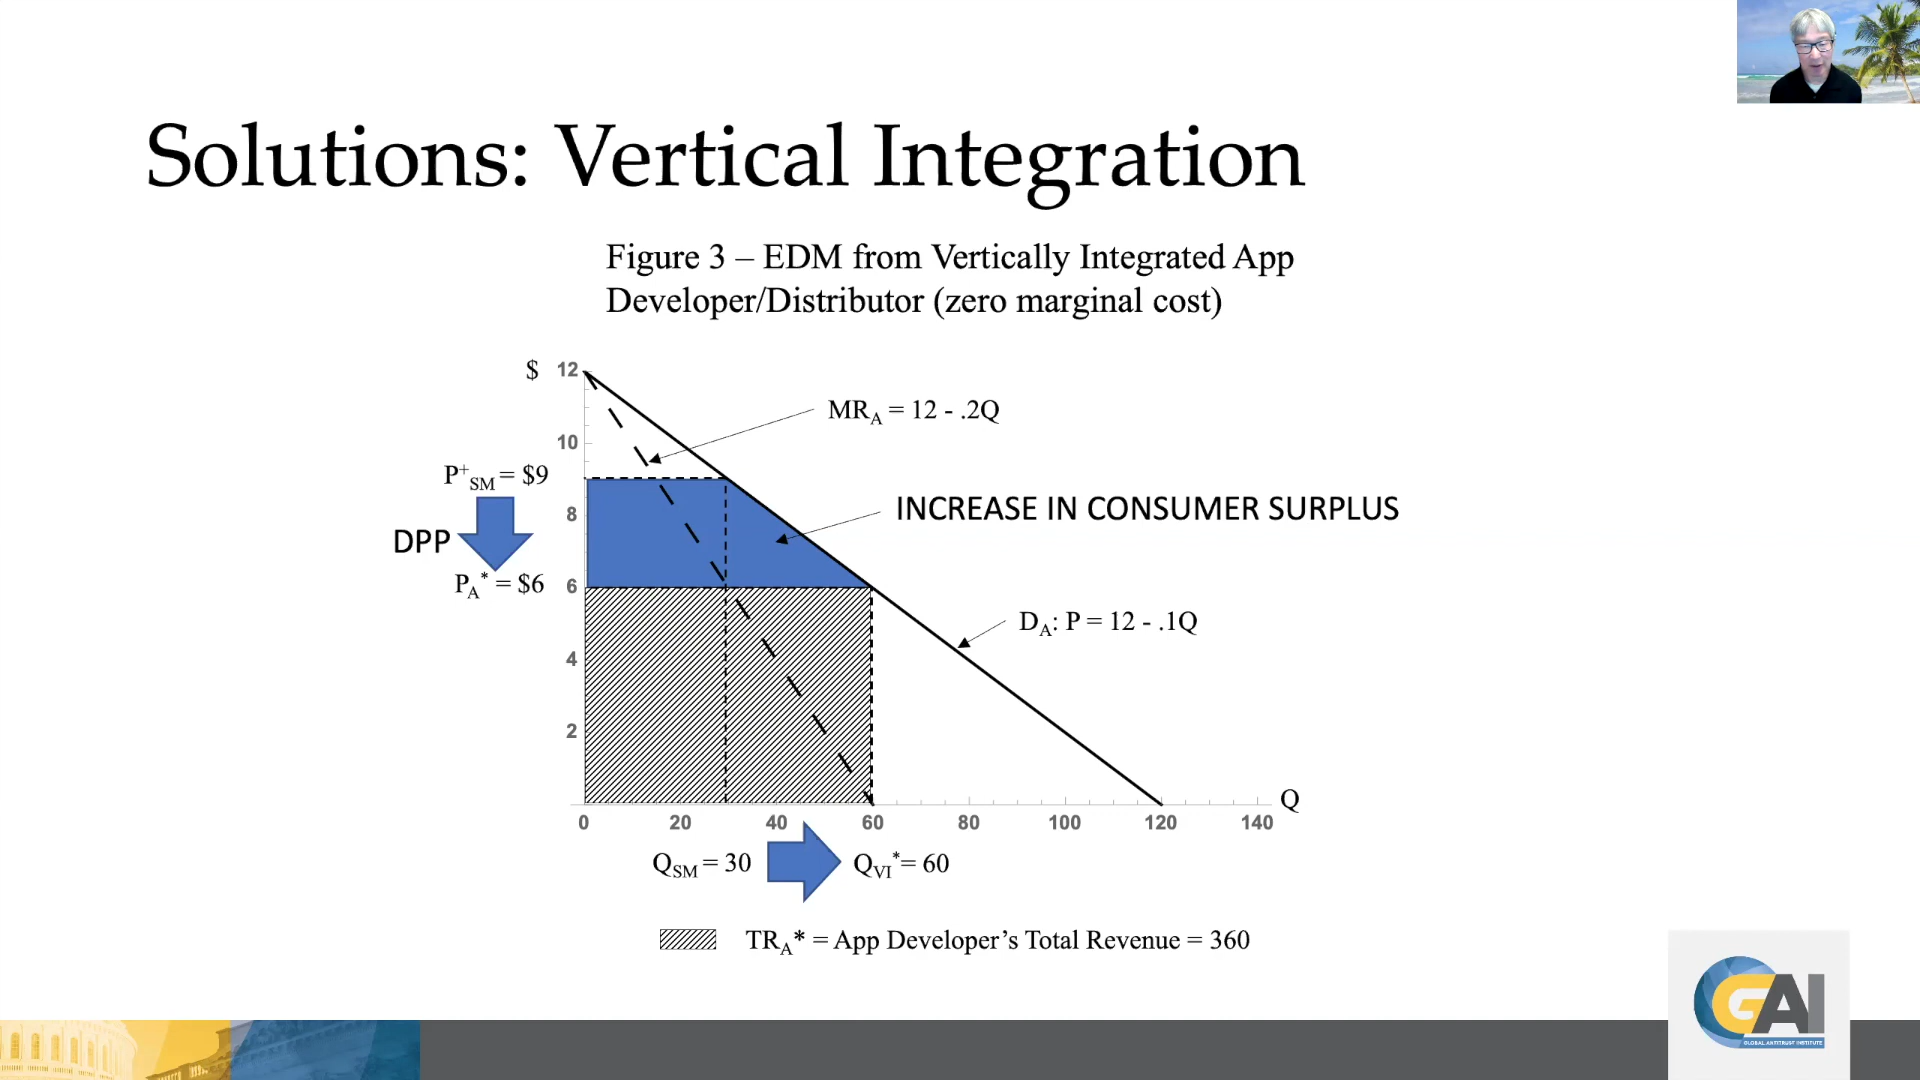 Solutions: Vertical Integration
Figure 3 – EDM from Vertically Integrated App
Developer/Distributor (zero marginal cost)
$
12
10
8
6
4
2
MR_A = 12 - .2Q
P^+_SM = $9
INCREASE IN CONSUMER SURPLUS
DPP
P_A^* = $6
D_A: P = 12 - .1Q
0 20 40 60 80 100 120 140
Q
Q_SM = 30
Q_VI^* = 60
TR_A* = App Developer’s Total Revenue = 360
GAI
GLOBAL ANTITRUST INSTITUTE